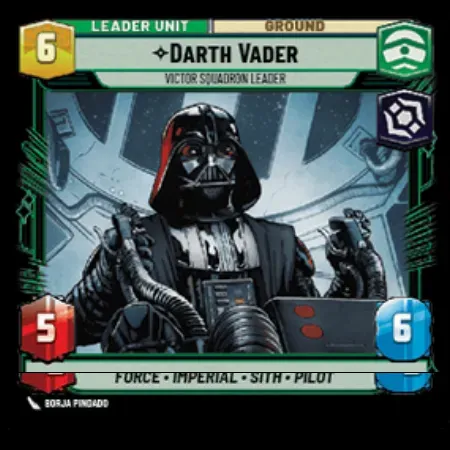 LEADER UNIT GROUND
6 ✧DARTH VADER
VICTOR SQUADRON LEADER
5 6
FORCE • IMPERIAL • SITH • PILOT
BORJA PINDADO